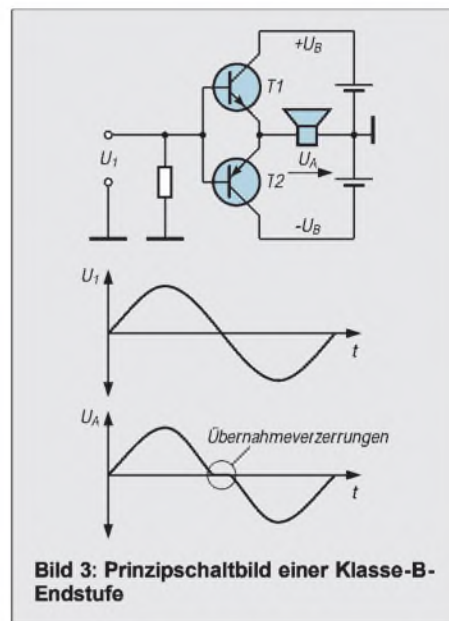 +U_B
T1
U_1
U_A
T2
-U_B
U_1
t
U_A
Übernahmeverzerrungen
t
Bild 3: Prinzipschaltbild einer Klasse-B-
Endstufe